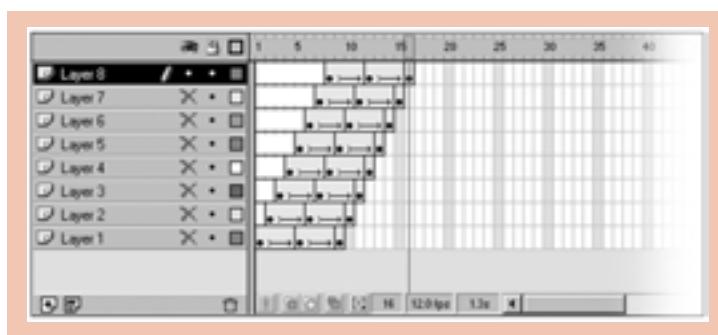 1 5 10 15 20 25 30 35 40
Layer 8
Layer 7
Layer 6
Layer 5
Layer 4
Layer 3
Layer 2
Layer 1
16 12.0 fps 1.3s